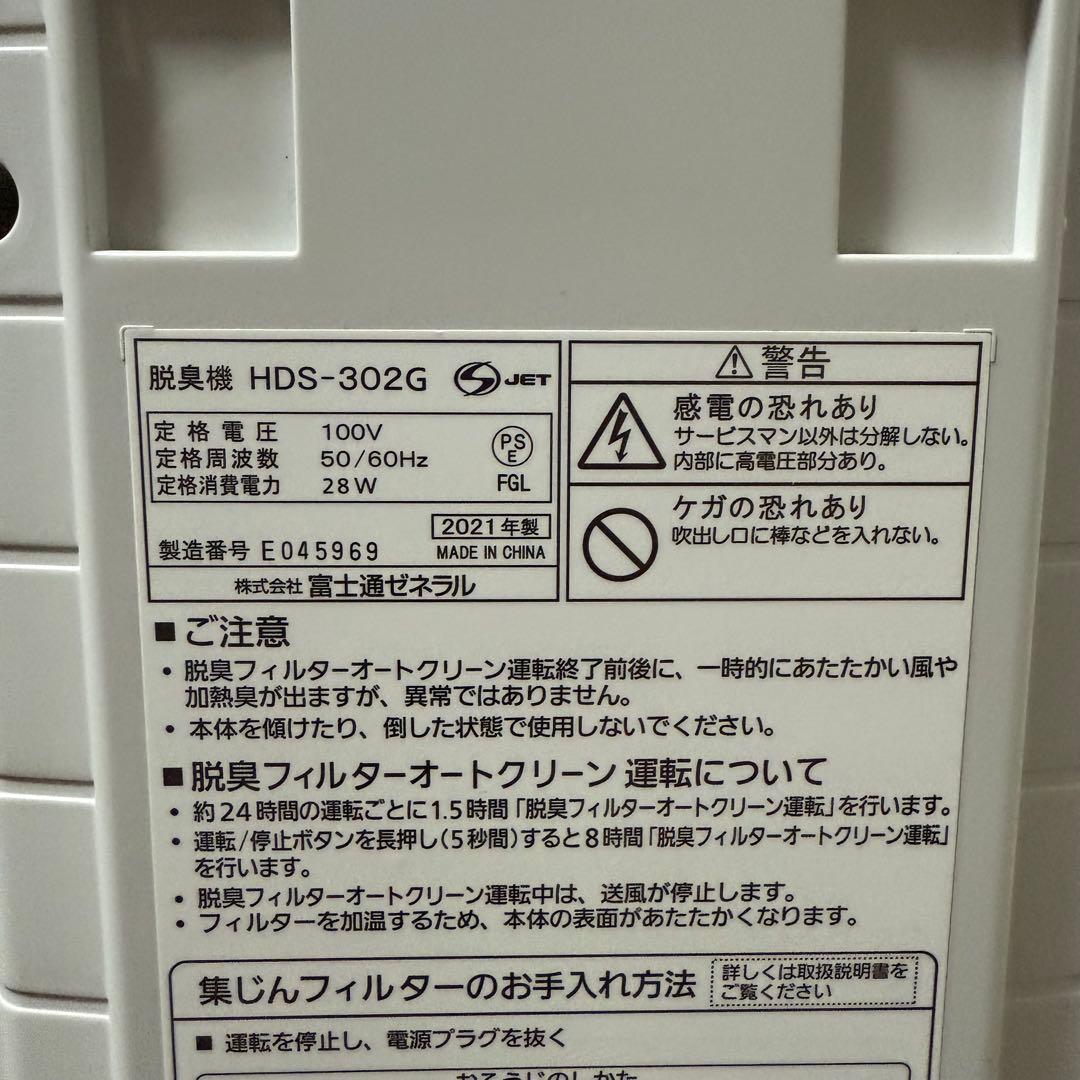 脱臭機 HDS-302G S JET
定格電圧 100V
定格周波数 50/60Hz
定格消費電力 28W
PS
E
FGL
2021年製
製造番号 E045969 MADE IN CHINA
株式会社 富士通ゼネラル
⚠警告
感電の恐れあり
サービスマン以外は分解しない。
内部に高電圧部分あり。
ケガの恐れあり
吹出し口に棒などを入れない。
■ご注意
・脱臭フィルターオートクリーン運転終了前後に、一時的にあたたかい風や
加熱臭が出ますが、異常ではありません。
・本体を傾けたり、倒した状態で使用しないでください。
■脱臭フィルターオートクリーン 運転について
・約24時間の運転ごとに1.5時間「脱臭フィルターオートクリーン運転」を行います。
・運転/停止ボタンを長押し(5秒間)すると8時間「脱臭フィルターオートクリーン運転」
を行います。
・脱臭フィルターオートクリーン運転中は、送風が停止します。
・フィルターを加温するため、本体の表面があたたかくなります。
集じんフィルターのお手入れ方法
詳しくは取扱説明書を
ご覧ください
■ 運転を停止し、電源プラグを抜く
おそうじのしかた